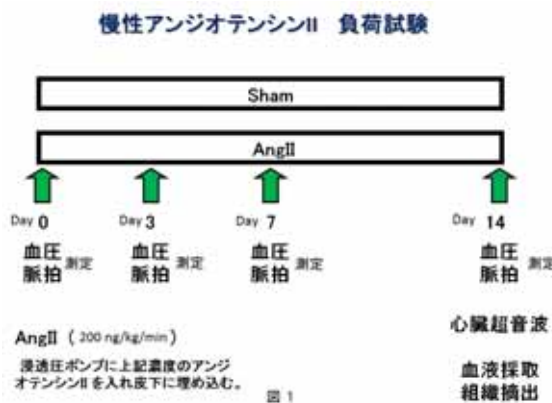 慢性アンジオテンシンII 負荷試験
Sham
AngII
Day 0 Day 3 Day 7 Day 14
血圧 測定 血圧 測定 血圧 測定 血圧 測定
脈拍 脈拍 脈拍 脈拍
心臓超音波
AngII ( 200 ng/kg/min )
浸透圧ポンプに上記濃度のアンジ
オテンシンII を入れ皮下に埋め込む。
血液採取
組織摘出
図 1